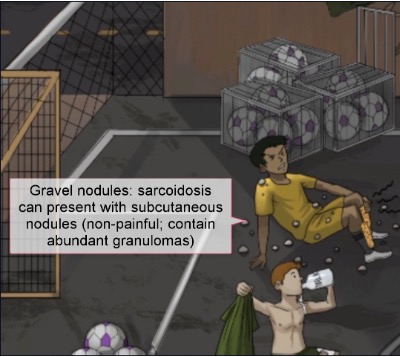 Gravel nodules: sarcoidosis
can present with subcutaneous
nodules (non-painful; contain
abundant granulomas)